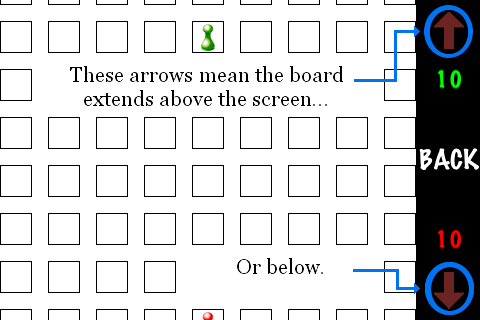 These arrows mean the board
extends above the screen...
10
BACK
10
Or below.